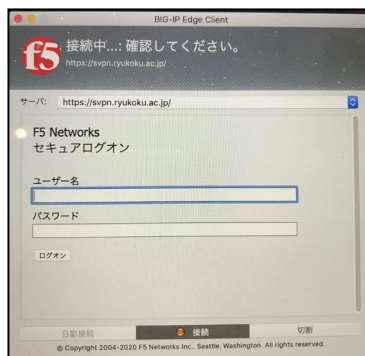 BIG-IP Edge Client
f5
接続中...: 確認してください。
https://svpn.ryukoku.ac.jp/
サーバ: https://svpn.ryukoku.ac.jp/
F5 Networks
セキュアログオン
ユーザー名
パスワード
ログオン
自動接続 接続 切断
© Copyright 2004-2020 F5 Networks Inc., Seattle, Washington. All rights reserved.